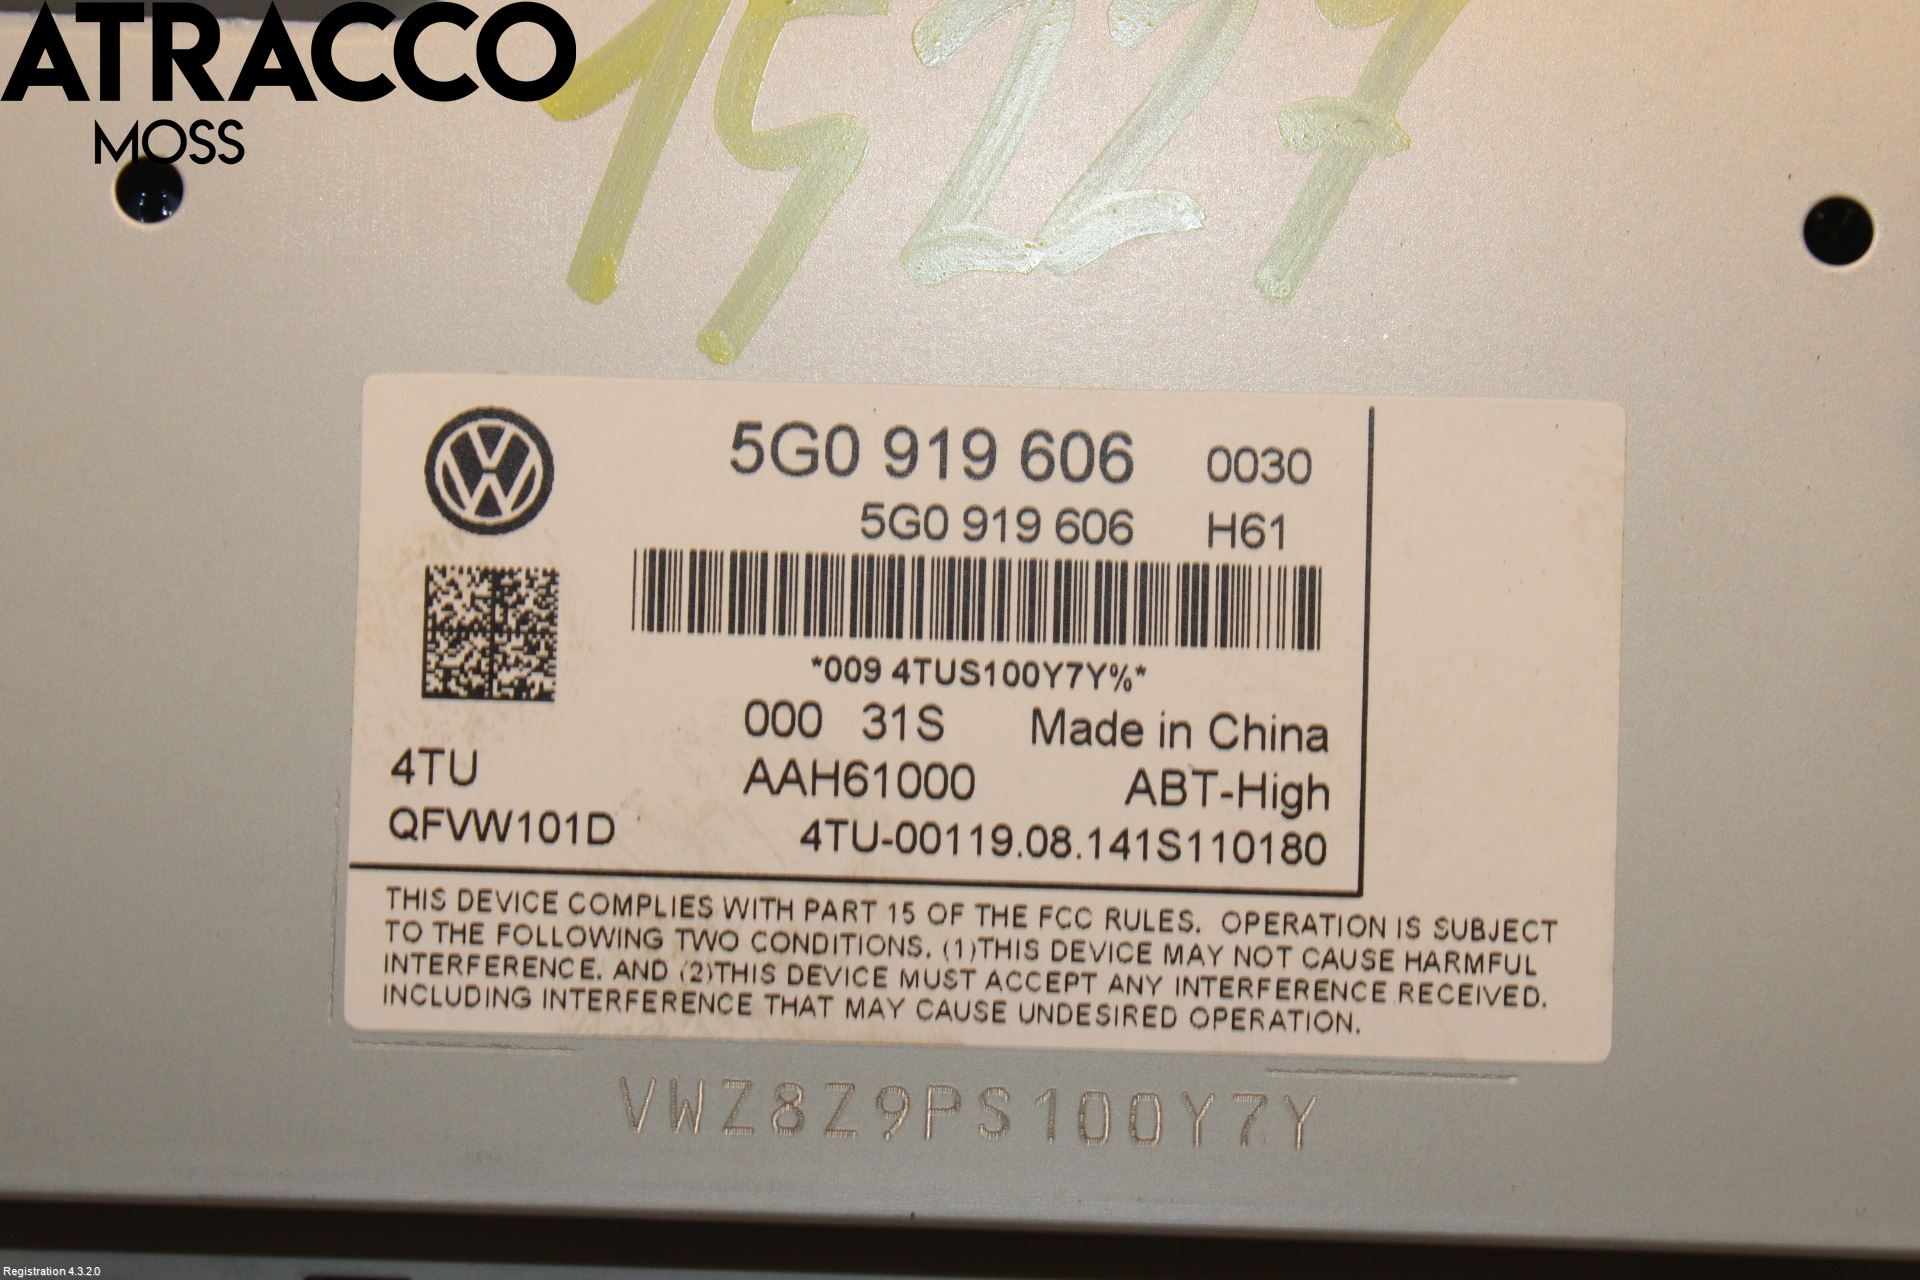 ATRACCO
MOSS
15227
5G0 919 606 0030
5G0 919 606 H61
*009 4TUS100Y7Y%*
000 31S Made in China
4TU AAH61000 ABT-High
QFVW101D 4TU-00119.08.141S110180
THIS DEVICE COMPLIES WITH PART 15 OF THE FCC RULES. OPERATION IS SUBJECT
TO THE FOLLOWING TWO CONDITIONS. (1)THIS DEVICE MAY NOT CAUSE HARMFUL
INTERFERENCE. AND (2)THIS DEVICE MUST ACCEPT ANY INTERFERENCE RECEIVED.
INCLUDING INTERFERENCE THAT MAY CAUSE UNDESIRED OPERATION.
VWZ8Z9PS100Y7Y
Registration 4.3.2.0